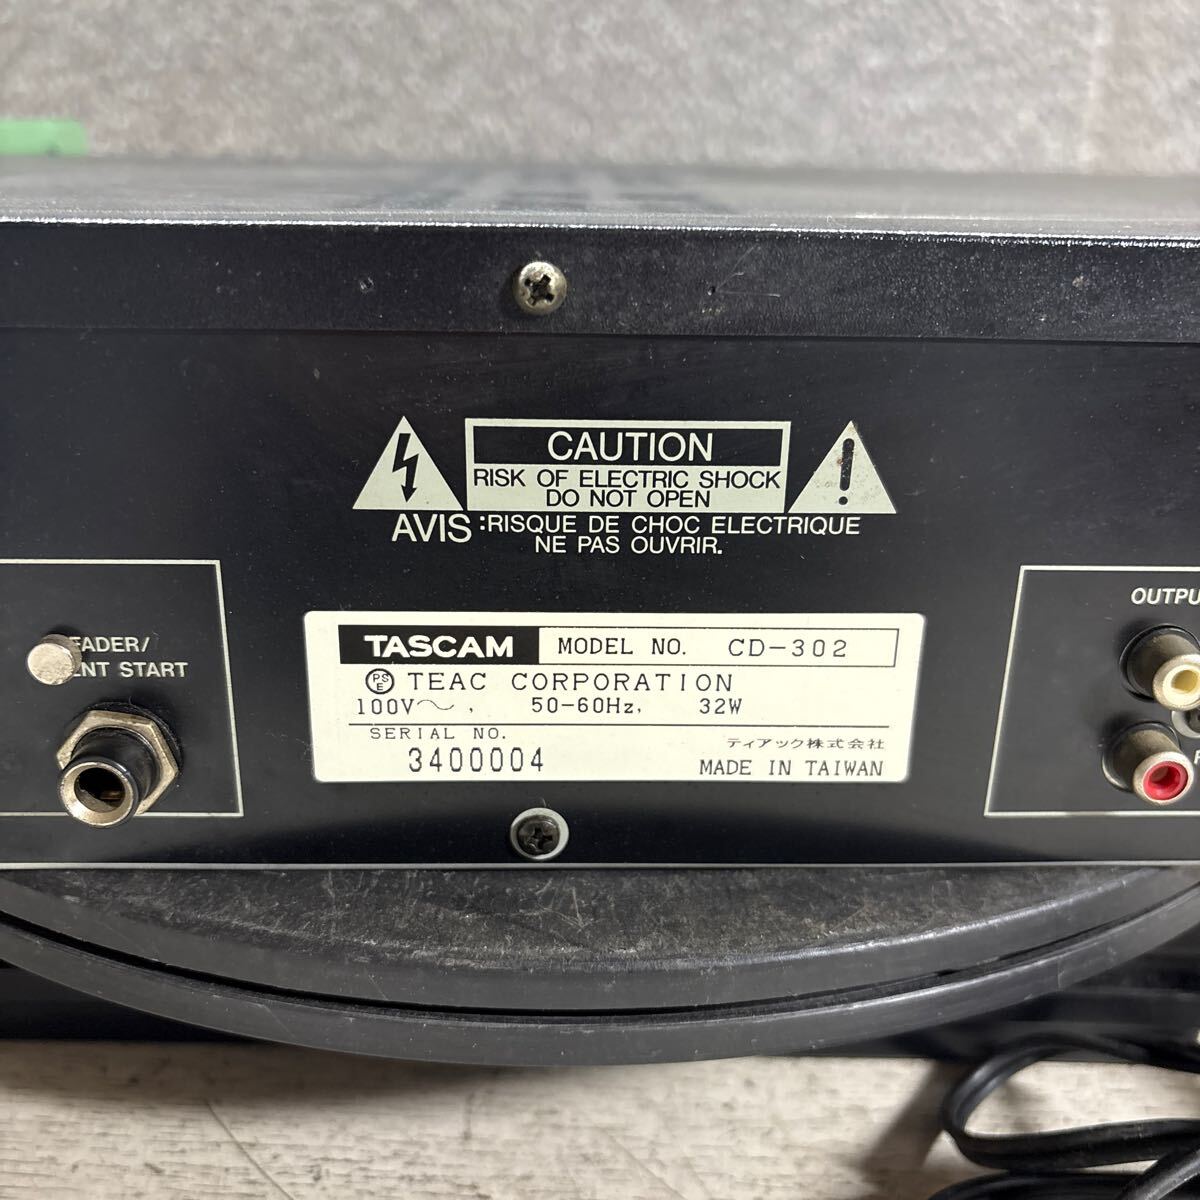 CAUTION
RISK OF ELECTRIC SHOCK
DO NOT OPEN
AVIS :RISQUE DE CHOC ELECTRIQUE
NE PAS OUVRIR.
START
TASCAM MODEL NO. CD-302
PSE TEAC CORPORATION
100V～, 50-60Hz, 32W
SERIAL NO.
3400004
ティアック株式会社
MADE IN TAIWAN